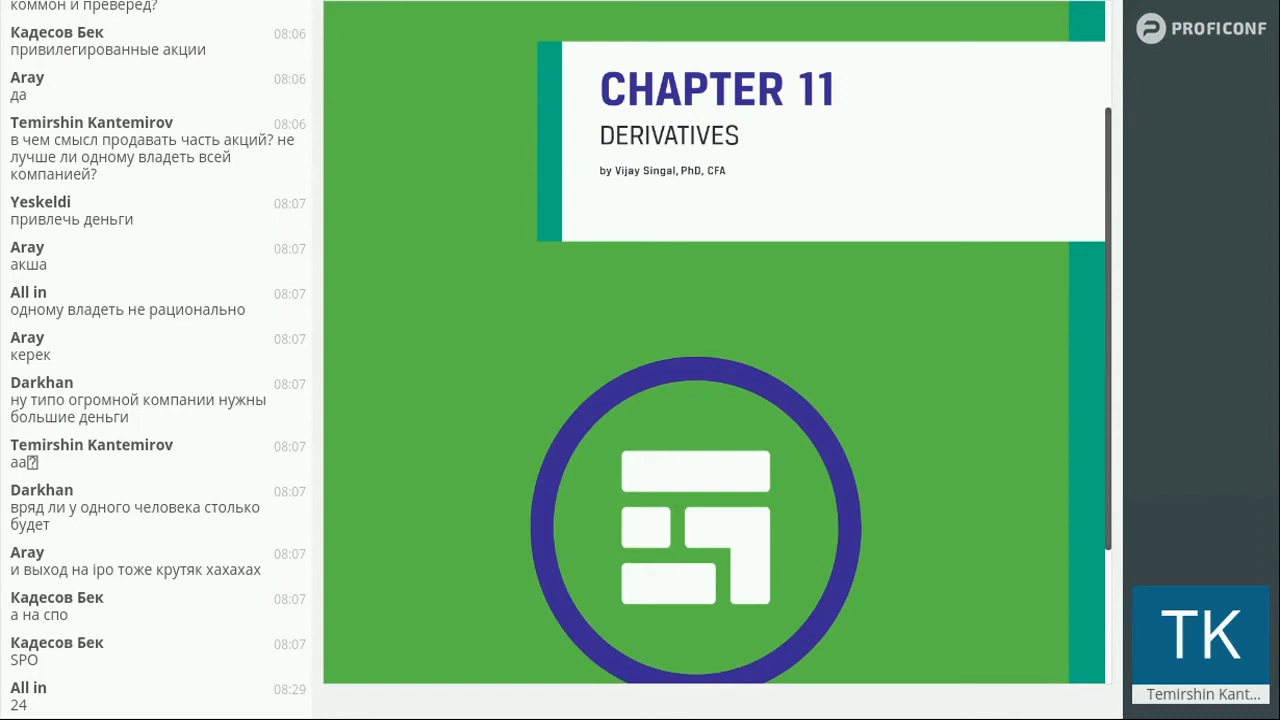 коммон и преверед?
Кадесов Бек 08:06
привилегированные акции
Aray 08:06
да
Temirshin Kantemirov 08:06
в чем смысл продавать часть акций? не
лучше ли одному владеть всей
компанией?
Yeskeldi 08:07
привлечь деньги
Aray 08:07
акша
All in 08:07
одному владеть не рационально
Aray 08:07
керек
Darkhan 08:07
ну типо огромной компании нужны
большие деньги
Temirshin Kantemirov 08:07
аа
Darkhan 08:07
вряд ли у одного человека столько
будет
Aray 08:07
и выход на ipo тоже крутяк хахахах
Кадесов Бек 08:07
а на спо
Кадесов Бек 08:07
SPO
All in 08:29
24
CHAPTER 11
DERIVATIVES
by Vijay Singal, PhD, CFA
PROFICONF
TK
Temirshin Kant...